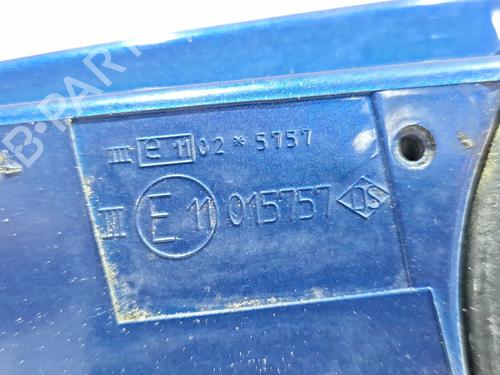 B-PARTS
III e 11 02 * 5757
III E 11 015757 DS